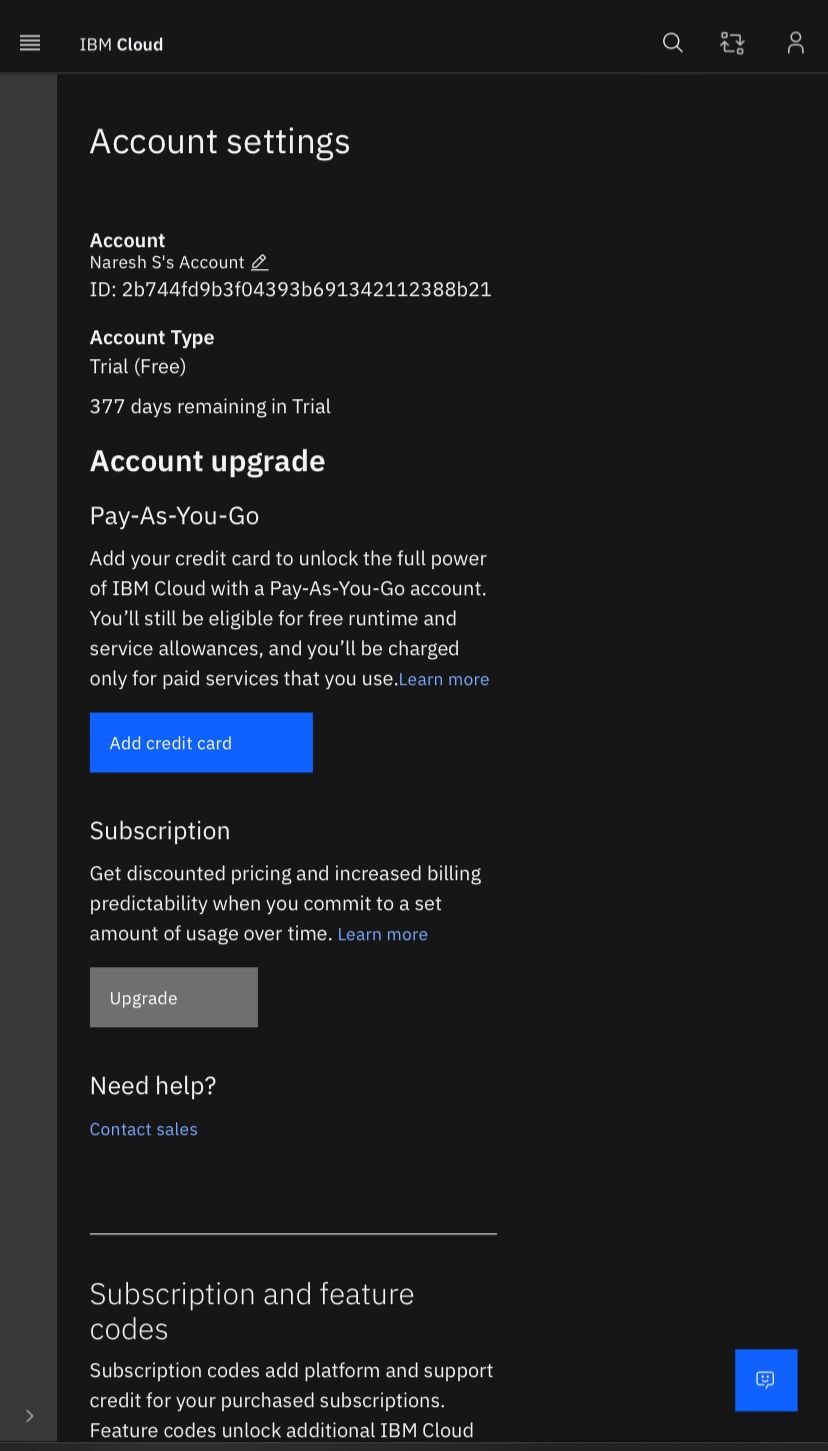 IBM Cloud
Account settings
Account
Naresh S's Account
ID: 2b744fd9b3f04393b691342112388b21
Account Type
Trial (Free)
377 days remaining in Trial
Account upgrade
Pay-As-You-Go
Add your credit card to unlock the full power
of IBM Cloud with a Pay-As-You-Go account.
You’ll still be eligible for free runtime and
service allowances, and you’ll be charged
only for paid services that you use.Learn more
Add credit card
Subscription
Get discounted pricing and increased billing
predictability when you commit to a set
amount of usage over time. Learn more
Upgrade
Need help?
Contact sales
Subscription and feature
codes
Subscription codes add platform and support
credit for your purchased subscriptions.
Feature codes unlock additional IBM Cloud